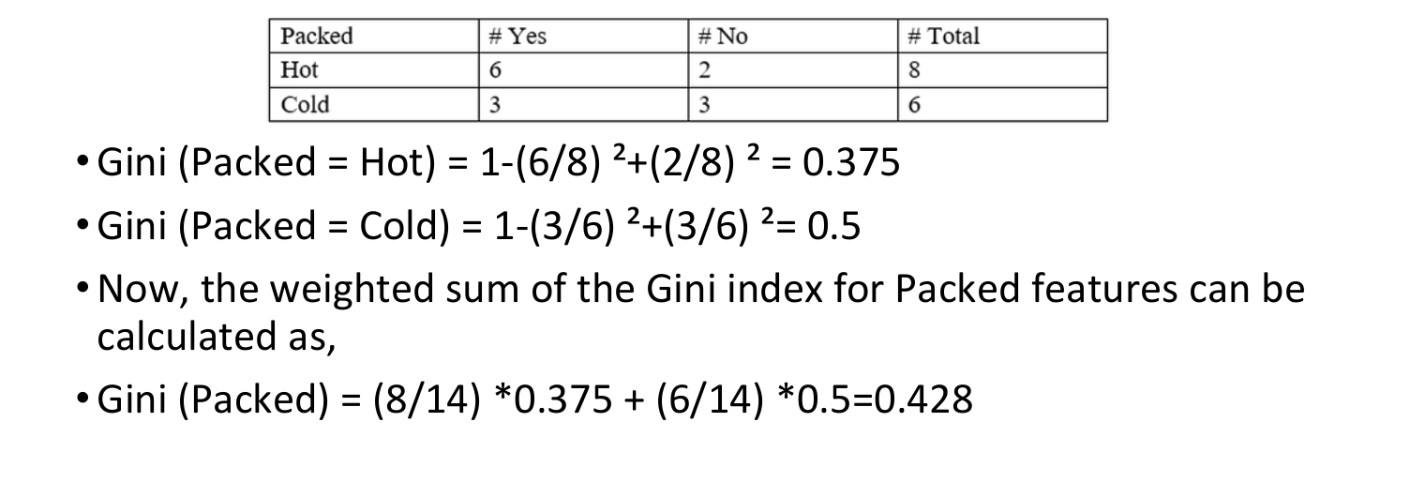 Packed # Yes # No # Total
Hot 6 2 8
Cold 3 3 6
• Gini (Packed = Hot) = 1-(6/8) ²+(2/8) ² = 0.375
• Gini (Packed = Cold) = 1-(3/6) ²+(3/6) ²= 0.5
• Now, the weighted sum of the Gini index for Packed features can be
calculated as,
• Gini (Packed) = (8/14) *0.375 + (6/14) *0.5=0.428